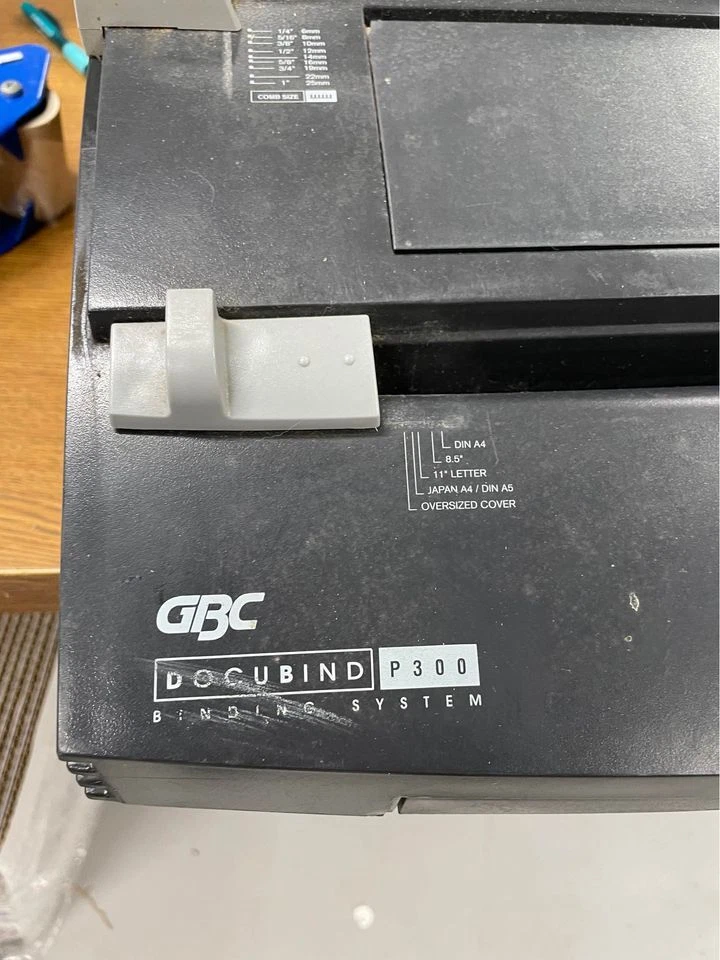 1/4" 6mm
5/16" 8mm
3/8" 10mm
1/2" 12mm
14mm
5/8" 16mm
3/4" 19mm
22mm
1" 25mm
COMB SIZE
DIN A4
8.5"
11" LETTER
JAPAN A4 / DIN A5
OVERSIZED COVER
GBC
DOCUBIND P300
BINDING SYSTEM